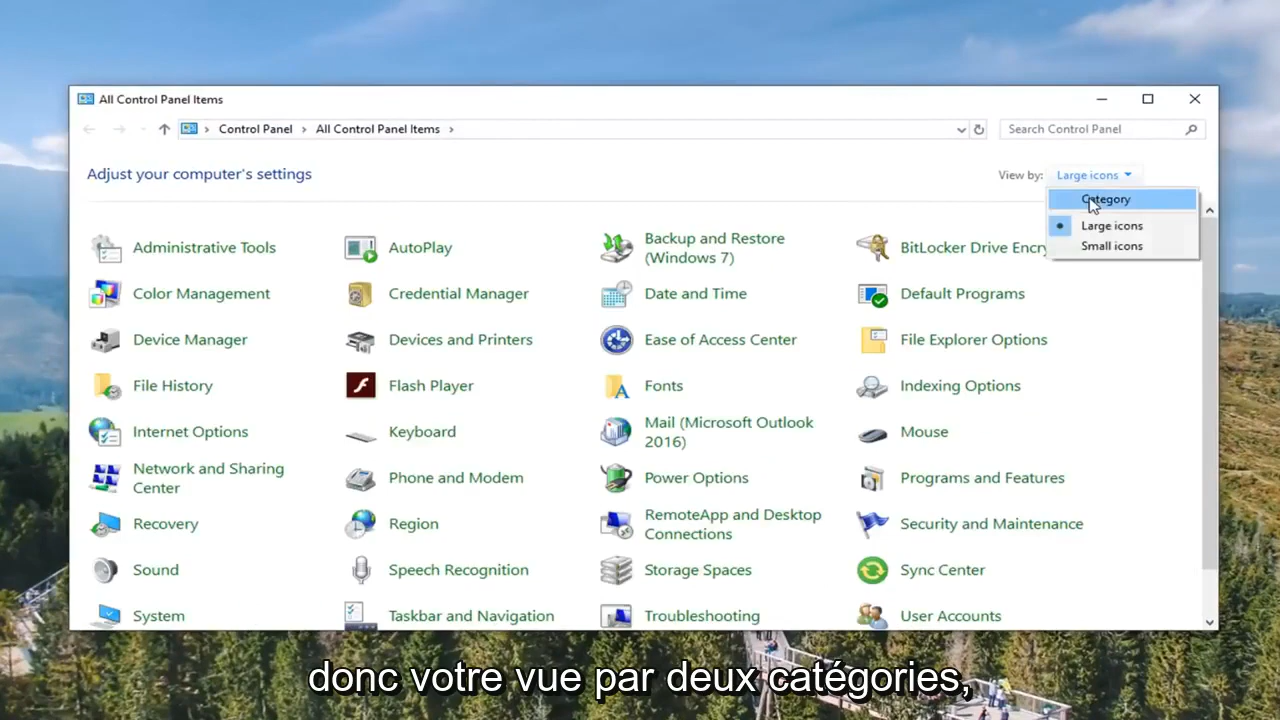 All Control Panel Items
Control Panel > All Control Panel Items >
Search Control Panel
Adjust your computer's settings
View by: Large icons
Category
Large icons
Small icons
Administrative Tools
AutoPlay
Backup and Restore
(Windows 7)
BitLocker Drive Encry
Color Management
Credential Manager
Date and Time
Default Programs
Device Manager
Devices and Printers
Ease of Access Center
File Explorer Options
File History
Flash Player
Fonts
Indexing Options
Internet Options
Keyboard
Mail (Microsoft Outlook
2016)
Mouse
Network and Sharing
Center
Phone and Modem
Power Options
Programs and Features
Recovery
Region
RemoteApp and Desktop
Connections
Security and Maintenance
Sound
Speech Recognition
Storage Spaces
Sync Center
System
Taskbar and Navigation
Troubleshooting
User Accounts
donc votre vue par deux catégories,